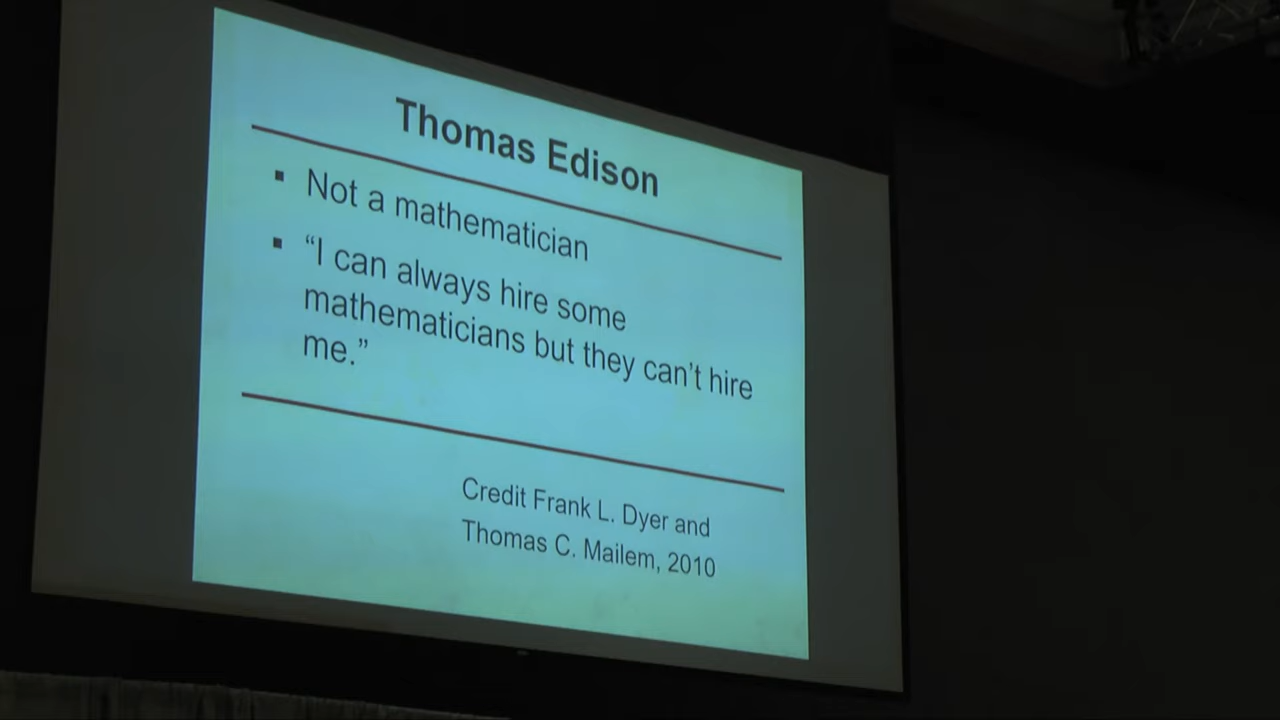 Thomas Edison
▪ Not a mathematician
▪ “I can always hire some
mathematicians but they can’t hire
me.”
Credit Frank L. Dyer and
Thomas C. Mailem, 2010